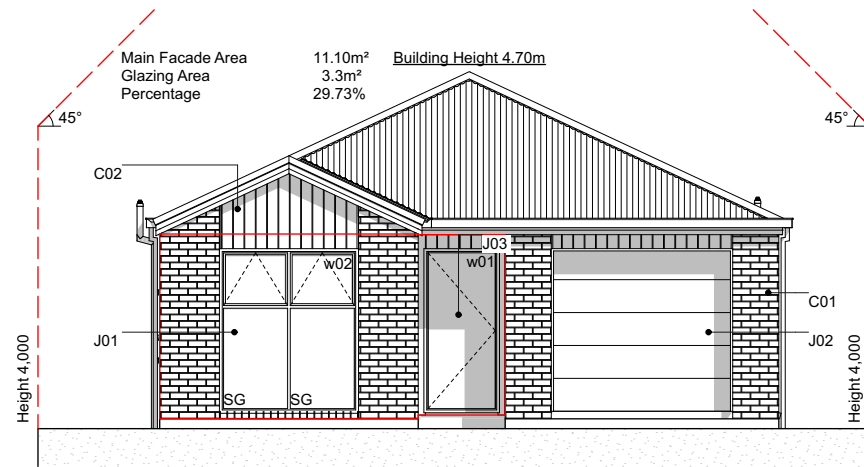 Main Facade Area 11.10m² Building Height 4.70m
Glazing Area 3.3m²
Percentage 29.73%
45°
45°
C02
J03
w02
w01
C01
J01
J02
Height 4,000
Height 4,000
SG SG